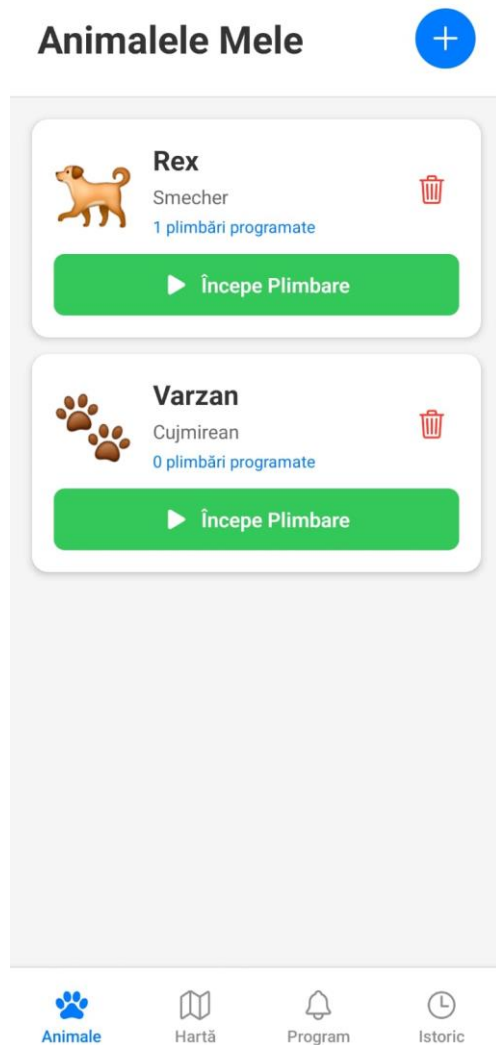 Animalele Mele
Rex
Smecher
1 plimbări programate
Începe Plimbare
Varzan
Cujmirean
0 plimbări programate
Începe Plimbare
Animale
Hartă
Program
Istoric